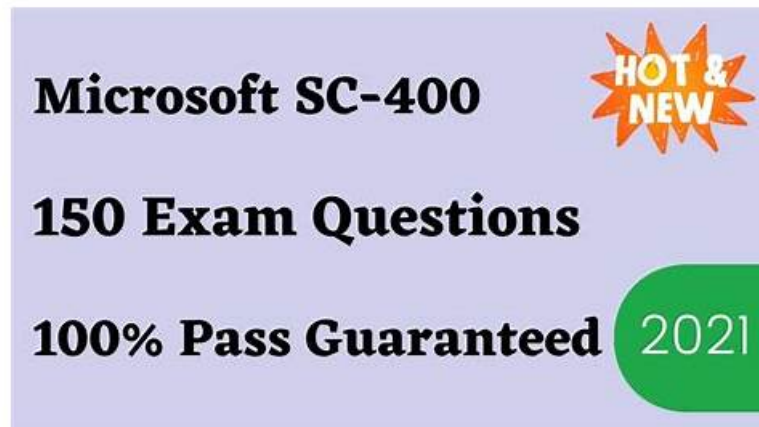 Microsoft SC-400
HOT &
NEW
150 Exam Questions
100% Pass Guaranteed
2021